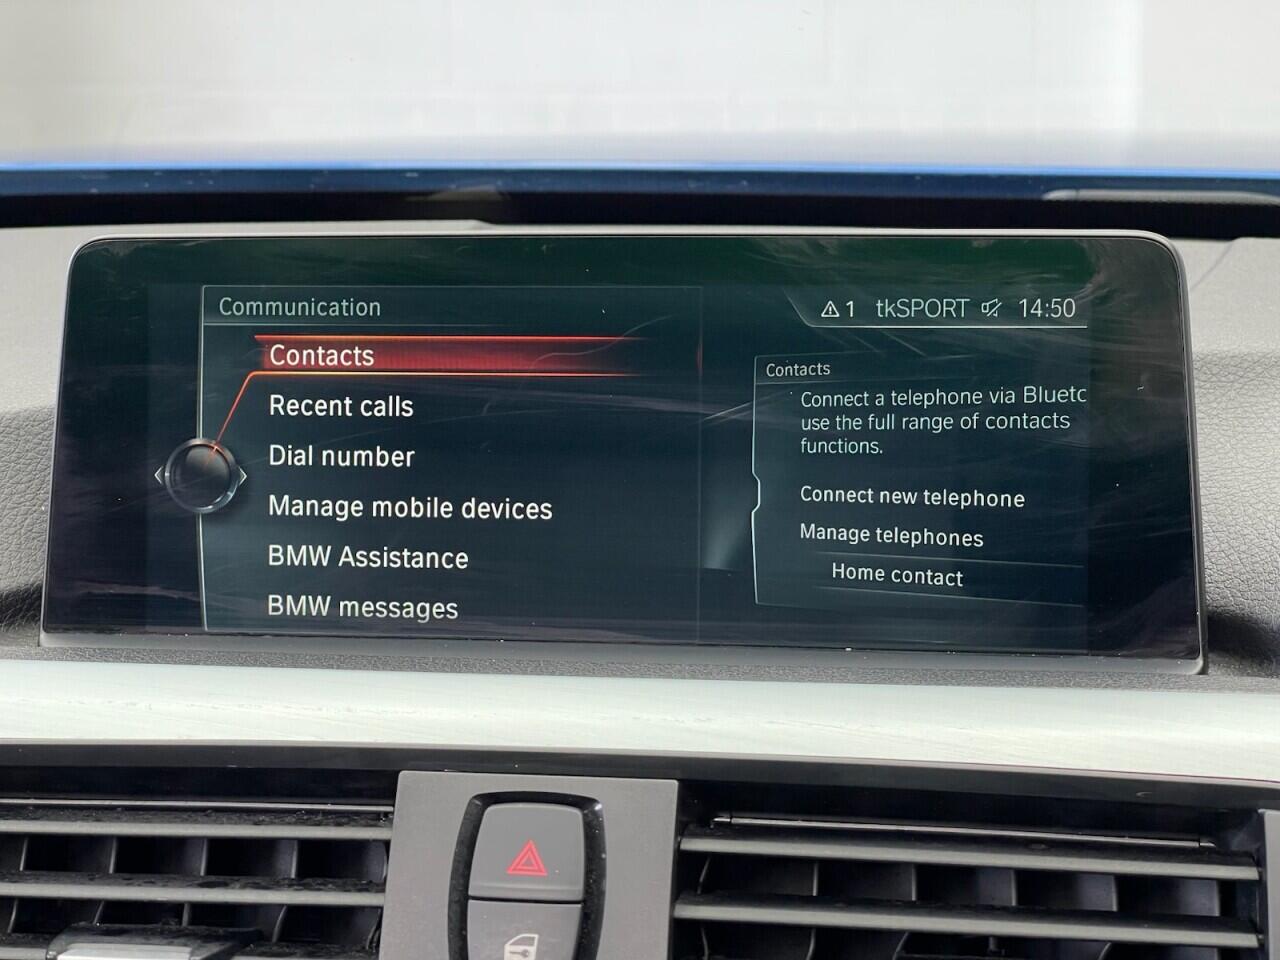 Communication
1 tkSPORT 14:50
Contacts
Recent calls
Dial number
Manage mobile devices
BMW Assistance
BMW messages
Contacts
Connect a telephone via Bluetc
use the full range of contacts
functions.
Connect new telephone
Manage telephones
Home contact